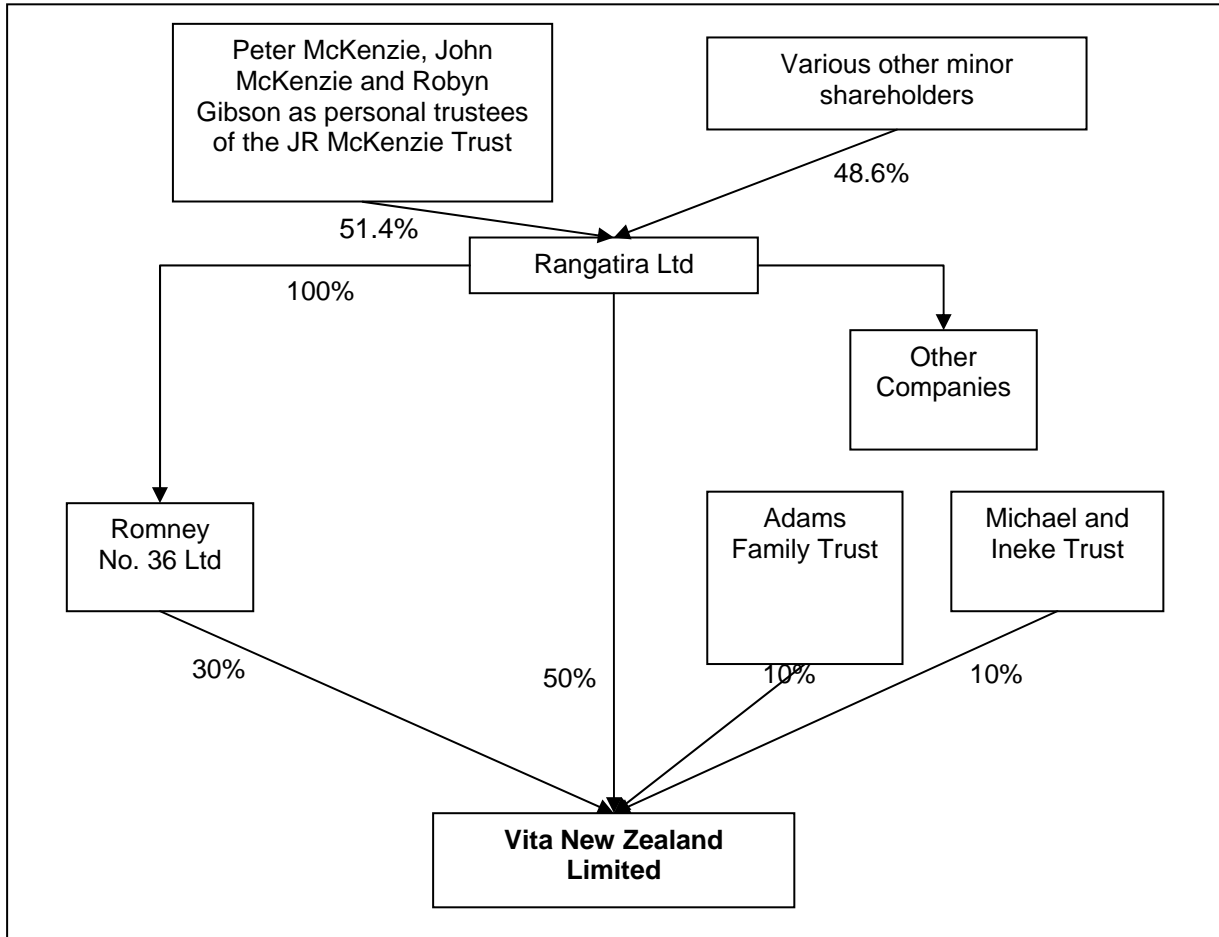 Peter McKenzie, John
McKenzie and Robyn
Gibson as personal trustees
of the JR McKenzie Trust
Various other minor
shareholders
48.6%
51.4%
Rangatira Ltd
100%
Other
Companies
Romney
No. 36 Ltd
Adams
Family Trust
Michael and
Ineke Trust
30%
50%
10%
10%
Vita New Zealand
Limited